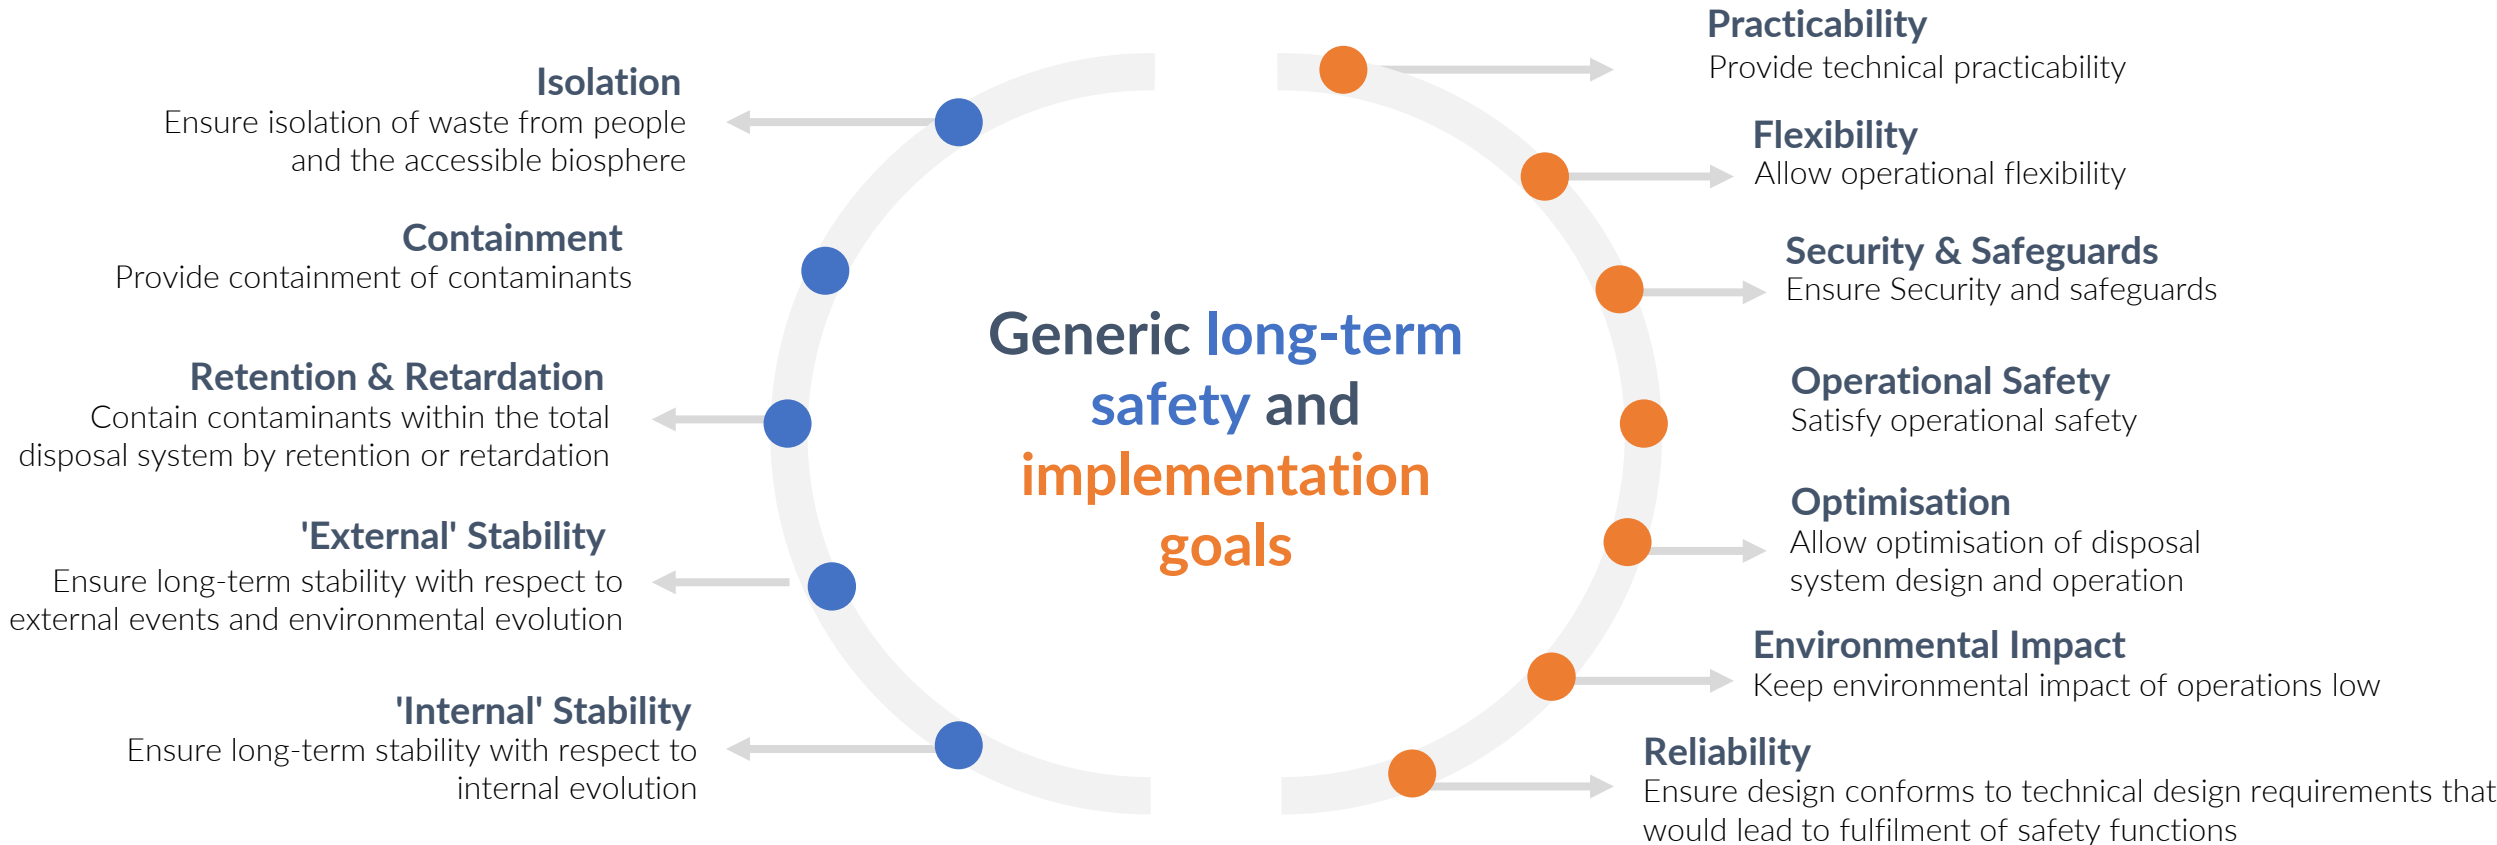 Isolation
Ensure isolation of waste from people
and the accessible biosphere
Containment
Provide containment of contaminants
Retention & Retardation
Contain contaminants within the total
disposal system by retention or retardation
'External' Stability
Ensure long-term stability with respect to
external events and environmental evolution
'Internal' Stability
Ensure long-term stability with respect to
internal evolution
Generic long-term
safety and
implementation
goals
Practicability
Provide technical practicability
Flexibility
Allow operational flexibility
Security & Safeguards
Ensure Security and safeguards
Operational Safety
Satisfy operational safety
Optimisation
Allow optimisation of disposal
system design and operation
Environmental Impact
Keep environmental impact of operations low
Reliability
Ensure design conforms to technical design requirements that
would lead to fulfilment of safety functions